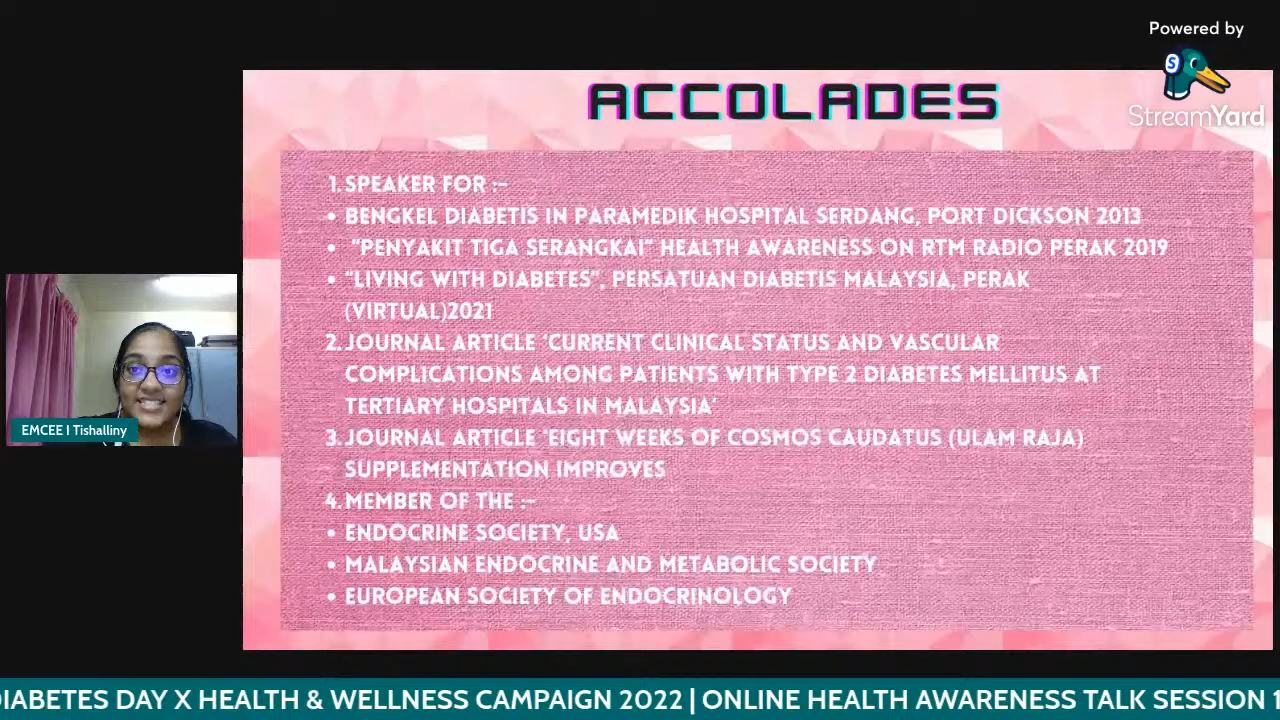 Powered by
S
StreamYard
ACCOLADES
1. SPEAKER FOR :-
• BENGKEL DIABETIS IN PARAMEDIK HOSPITAL SERDANG, PORT DICKSON 2013
• "PENYAKIT TIGA SERANGKAI" HEALTH AWARENESS ON RTM RADIO PERAK 2019
• "LIVING WITH DIABETES", PERSATUAN DIABETIS MALAYSIA, PERAK
(VIRTUAL)2021
2. JOURNAL ARTICLE 'CURRENT CLINICAL STATUS AND VASCULAR
COMPLICATIONS AMONG PATIENTS WITH TYPE 2 DIABETES MELLITUS AT
TERTIARY HOSPITALS IN MALAYSIA'
3. JOURNAL ARTICLE 'EIGHT WEEKS OF COSMOS CAUDATUS (ULAM RAJA)
SUPPLEMENTATION IMPROVES
4. MEMBER OF THE :-
• ENDOCRINE SOCIETY, USA
• MALAYSIAN ENDOCRINE AND METABOLIC SOCIETY
• EUROPEAN SOCIETY OF ENDOCRINOLOGY
EMCEE I Tishalliny
DIABETES DAY X HEALTH & WELLNESS CAMPAIGN 2022 | ONLINE HEALTH AWARENESS TALK SESSION 1